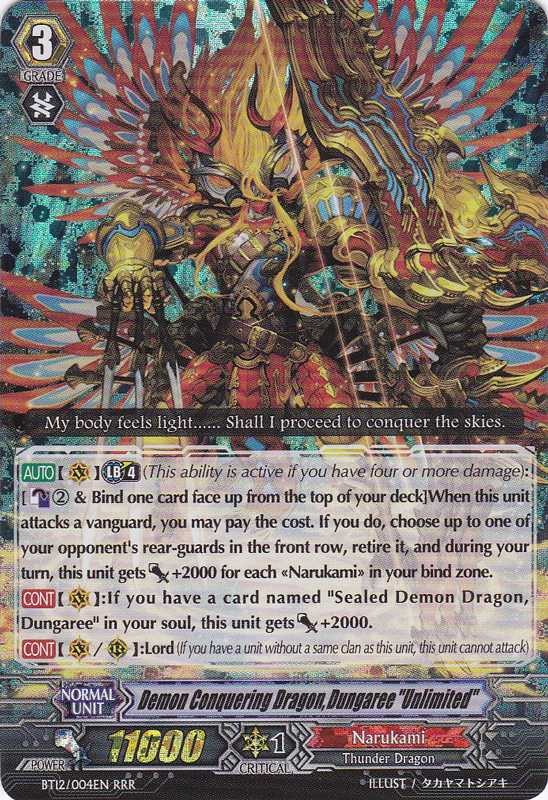 3
GRADE
My body feels light...... Shall I proceed to conquer the skies.
AUTO【 】LB4(This ability is active if you have four or more damage):
[ ② & Bind one card face up from the top of your deck]When this unit
attacks a vanguard, you may pay the cost. If you do, choose up to one of
your opponent's rear-guards in the front row, retire it, and during your
turn, this unit gets +2000 for each «Narukami» in your bind zone.
CONT【 】:If you have a card named "Sealed Demon Dragon,
Dungaree" in your soul, this unit gets +2000.
CONT【 / 】:Lord(If you have a unit without a same clan as this unit, this unit cannot attack)
NORMAL
UNIT
Demon Conquering Dragon, Dungaree "Unlimited"
POWER
11000
1
CRITICAL
Narukami
Thunder Dragon
BT12/004EN RRR
ILLUST / タカヤマトシアキ